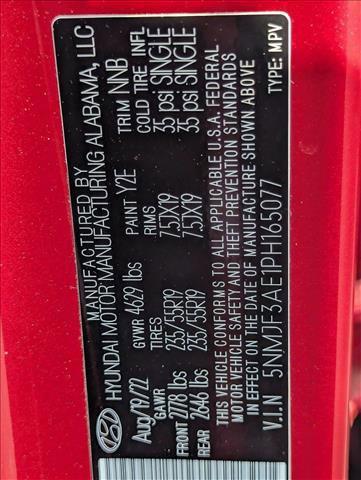 MANUFACTURED BY
HYUNDAI MOTOR MANUFACTURING ALABAMA, LLC
Aug/19/22 GVWR 4629 lbs PAINT Y2E TRIM NNB
GAWR TIRES RIMS COLD TIRE INFL
FRONT 2778 lbs 235/55R19 7.5JX19 35 psi SINGLE
REAR 2646 lbs 235/55R19 7.5JX19 35 psi SINGLE
THIS VEHICLE CONFORMS TO ALL APPLICABLE U.S.A. FEDERAL
MOTOR VEHICLE SAFETY AND THEFT PREVENTION STANDARDS
IN EFFECT ON THE DATE OF MANUFACTURE SHOWN ABOVE
V.I.N 5NMJF3AE1PH165077 TYPE: MPV